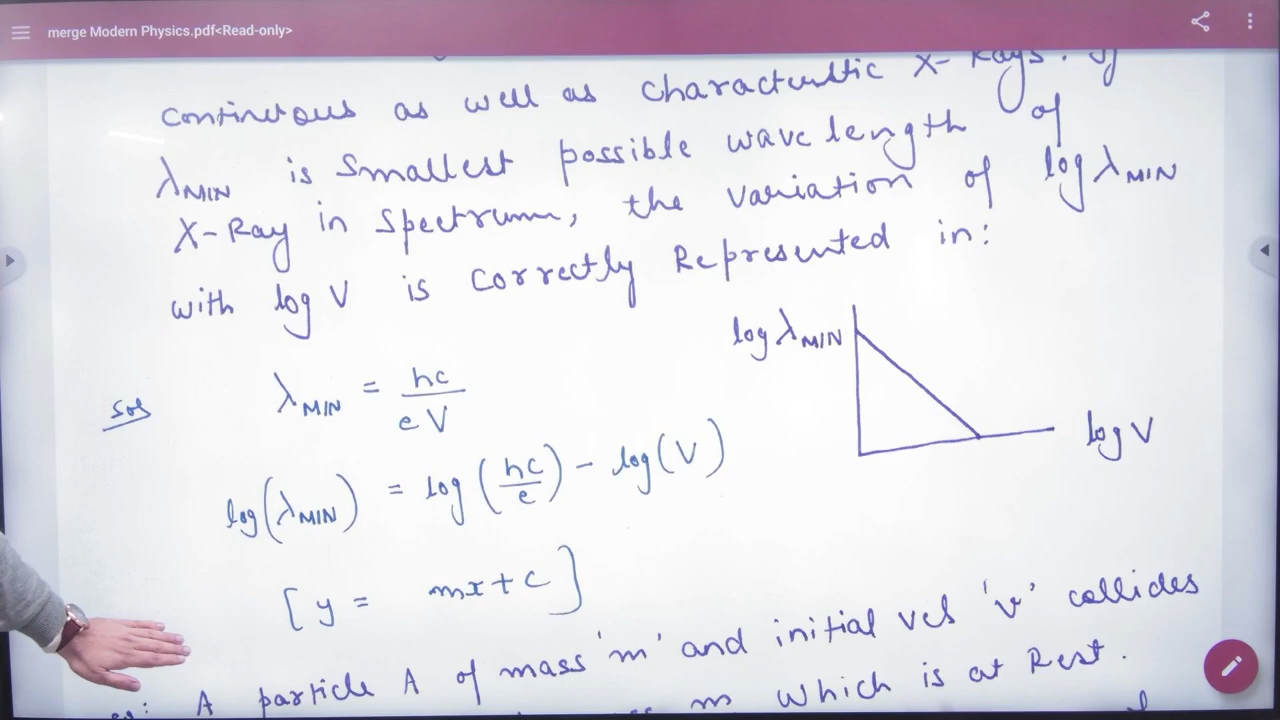 merge Modern Physics.pdf<Read-only>
continuous as well as characteristic X-Rays. If
λMIN is Smallest possible wavelength of
X-Ray in Spectrum, the variation of log λMIN
with log V is Correctly Represented in:
log λMIN
log V
Sol
λMIN = hc / eV
log(λMIN) = log(hc/e) - log(V)
[y = mx+c]
A particle A of mass 'm' and initial vel 'v' collides
m which is at Rest.